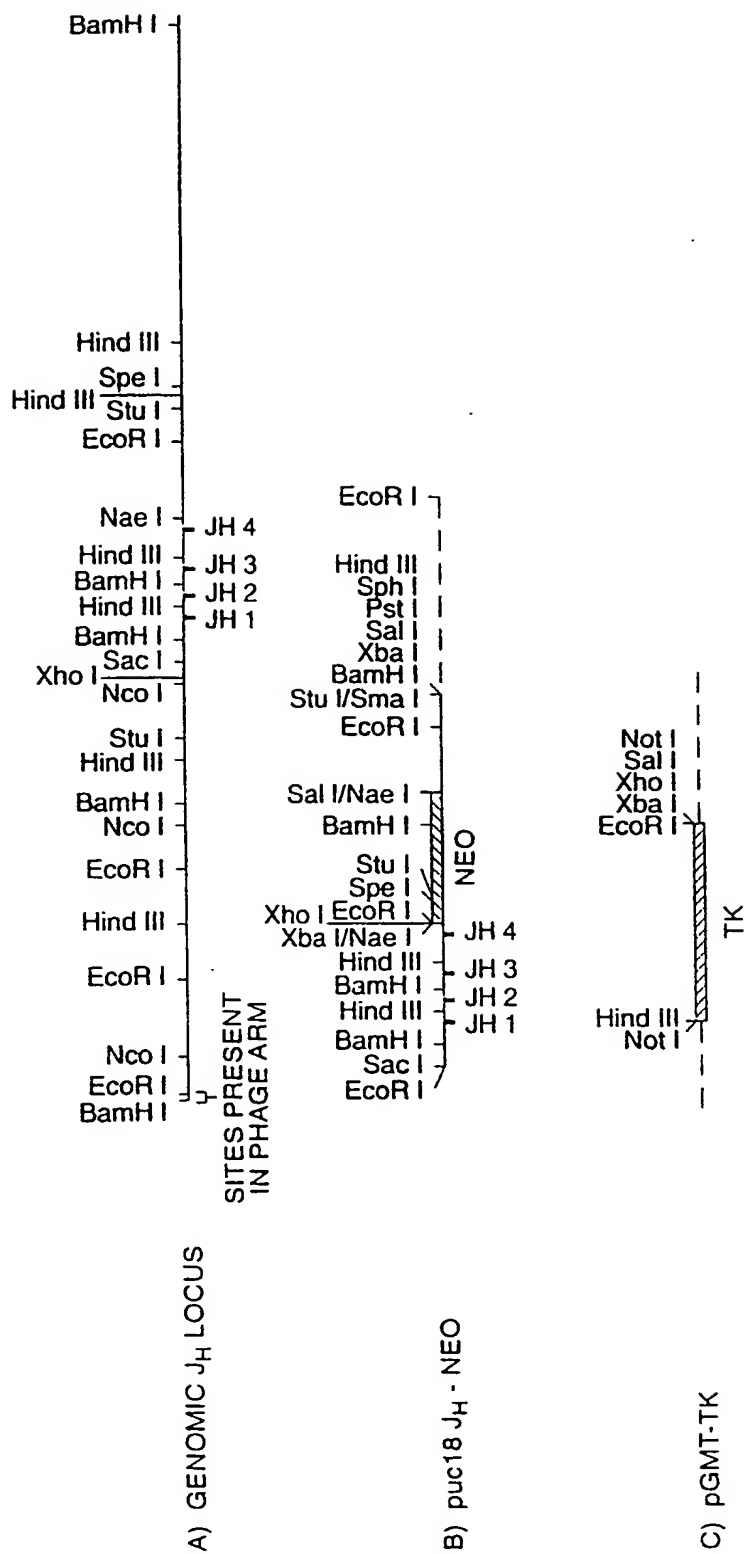 BamH I
Hind III
Spe I
Hind III
Stu I
EcoR I
Nae I
JH 4
Hind III
JH 3
BamH I
JH 2
Hind III
JH 1
BamH I
Sac I
Xho I
Nco I
Stu I
Hind III
BamH I
Nco I
EcoR I
Hind III
EcoR I
Nco I
EcoR I
BamH I
SITES PRESENT
IN PHAGE ARM
A) GENOMIC JH LOCUS
EcoR I
Hind III
Sph I
Pst I
Sal I
Xba I
BamH I
Stu I/Sma I
EcoR I
Sal I/Nae I
BamH I
NEO
Stu I
Spe I
EcoR I
Xho I
Xba I/Nae I
JH 4
Hind III
JH 3
BamH I
JH 2
Hind III
JH 1
BamH I
Sac I
EcoR I
B) puc18 JH - NEO
Not I
Sal I
Xho I
Xba I
EcoR I
TK
Hind III
Not I
C) pGMT-TK